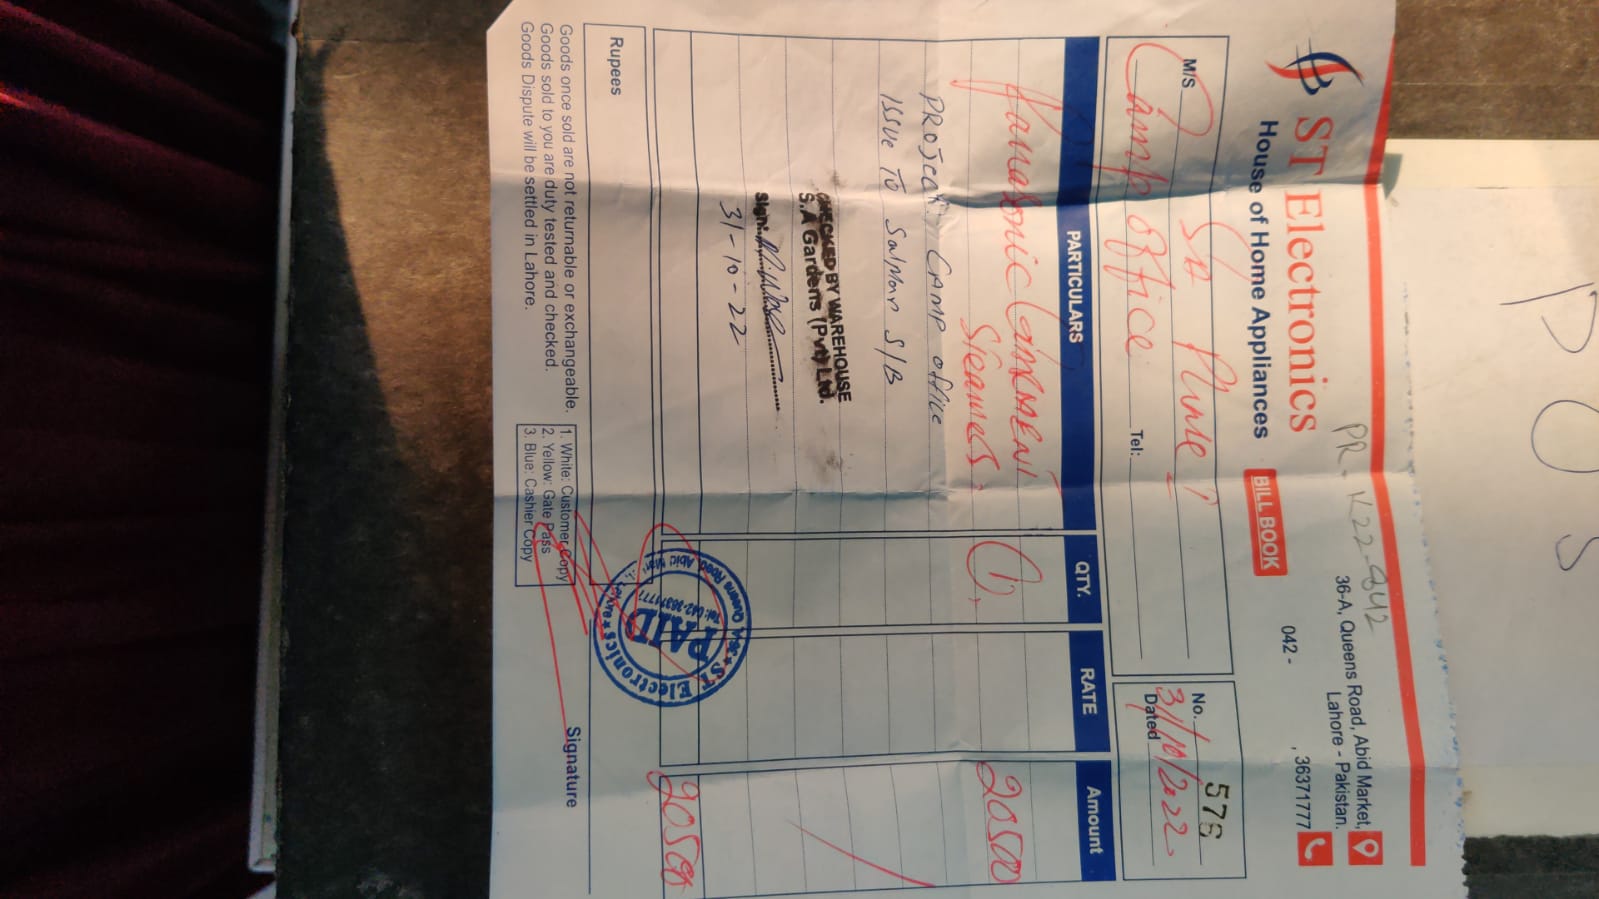 POS
PR. K22-842
36-A, Queens Road, Abid Market,
Lahore - Pakistan.
042 - , 36371777
ST Electronics
House of Home Appliances
BILL BOOK
M/S SA Phase I
Camp office Tel:
No. 576
31/10/2022
Dated
PARTICULARS QTY. RATE Amount
Panasonic GARMENT 1 20500
Steamers
PROJECT: CAMP office
ISSUE TO Salman S/B
CHECKED BY WAREHOUSE
S.A Gardens (Pvt) Ltd.
Sign:
31-10-22
ST Electronics
36-A, Queens Road, Abid Lahore
PAID
Tel: 042-36371777
20500
Rupees
Signature
Goods once sold are not returnable or exchangeable.
Goods sold to you are duty tested and checked.
Goods Dispute will be settled in Lahore.
1. White: Customer Copy
2. Yellow: Gate Pass
3. Blue: Cashier Copy